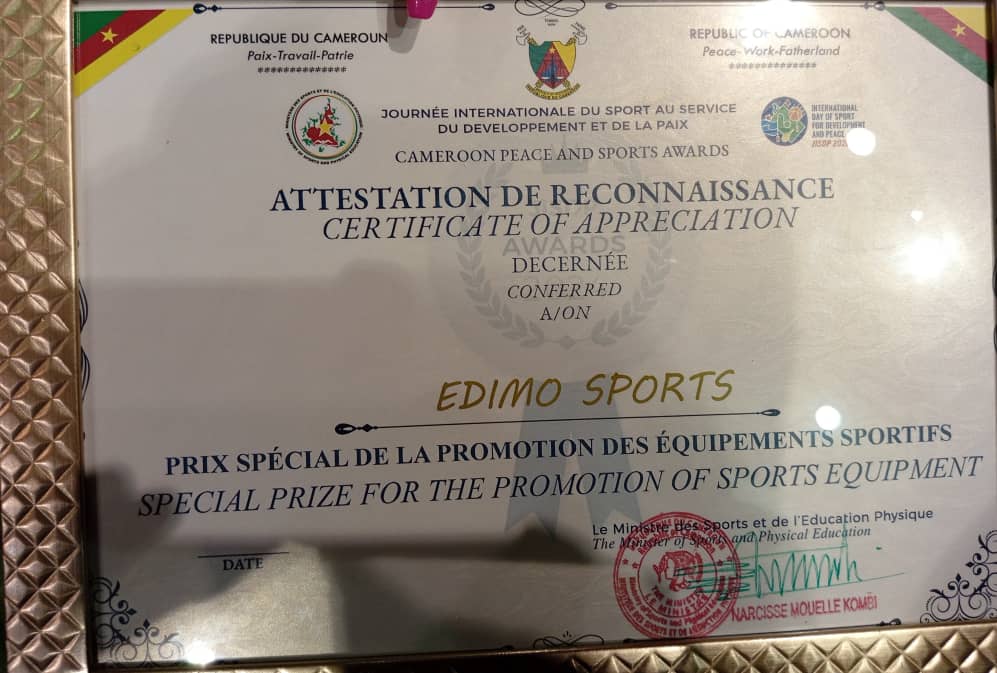 REPUBLIQUE DU CAMEROUN
Paix-Travail-Patrie
**************
REPUBLIC OF CAMEROON
Peace-Work-Fatherland
**************
JOURNÉE INTERNATIONALE DU SPORT AU SERVICE
DU DEVELOPPEMENT ET DE LA PAIX
INTERNATIONAL
DAY OF SPORT
FOR DEVELOPMENT
AND PEACE
CAMEROON PEACE AND SPORTS AWARDS
ATTESTATION DE RECONNAISSANCE
CERTIFICATE OF APPRECIATION
AWARDS
DECERNÉE
CONFERRED
A/ON
EDIMO SPORTS
PRIX SPÉCIAL DE LA PROMOTION DES ÉQUIPEMENTS SPORTIFS
SPECIAL PRIZE FOR THE PROMOTION OF SPORTS EQUIPMENT
Le Ministre des Sports et de l'Education Physique
The Minister of Sports and Physical Education
DATE
NARCISSE MOUELLE KOMBI